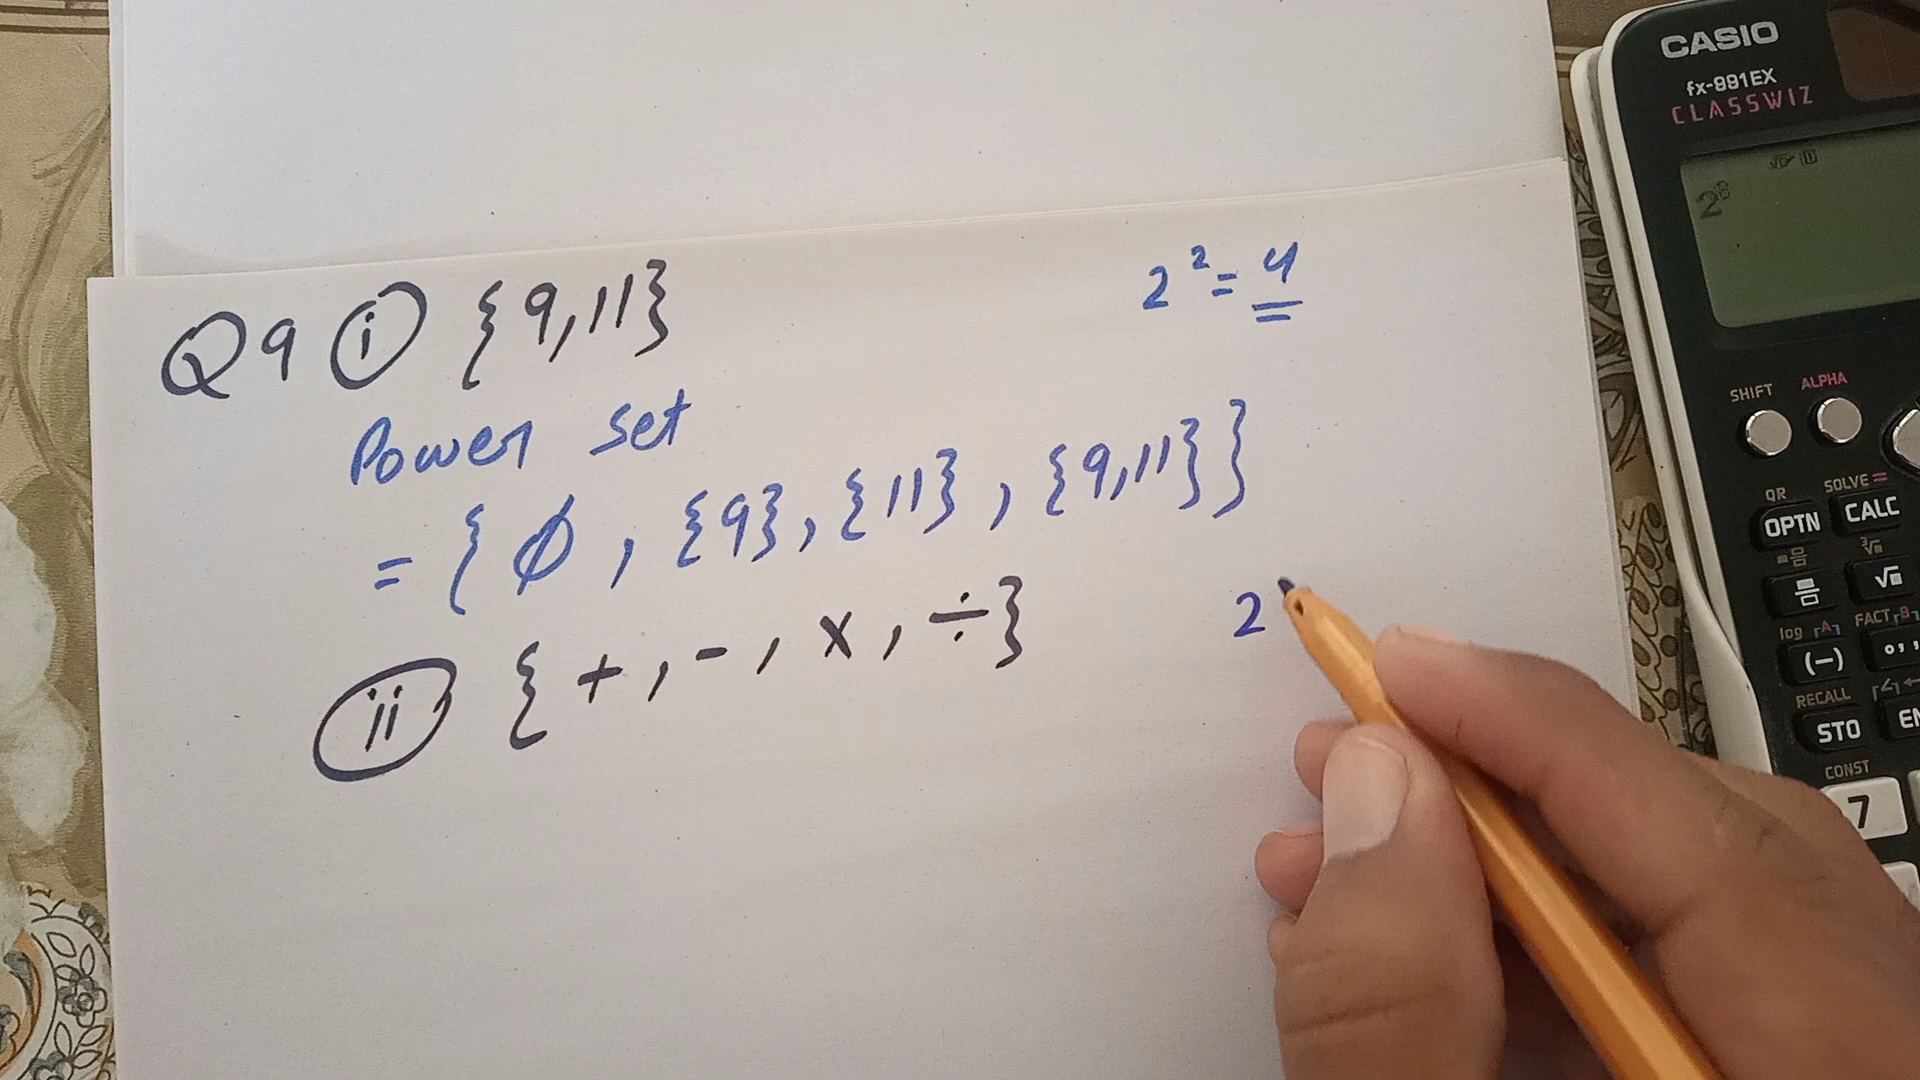 Q9 (i) {9,11}
2² = 4
Power set
= { ∅ , {9}, {11} , {9,11} }
(ii) { + , - , × , ÷ }
2
CASIO
fx-991EX
CLASSWIZ
2⁸
SHIFT ALPHA
QR SOLVE =
OPTN CALC
log [A] FACT [B]
(−)
RECALL
STO
CONST
7